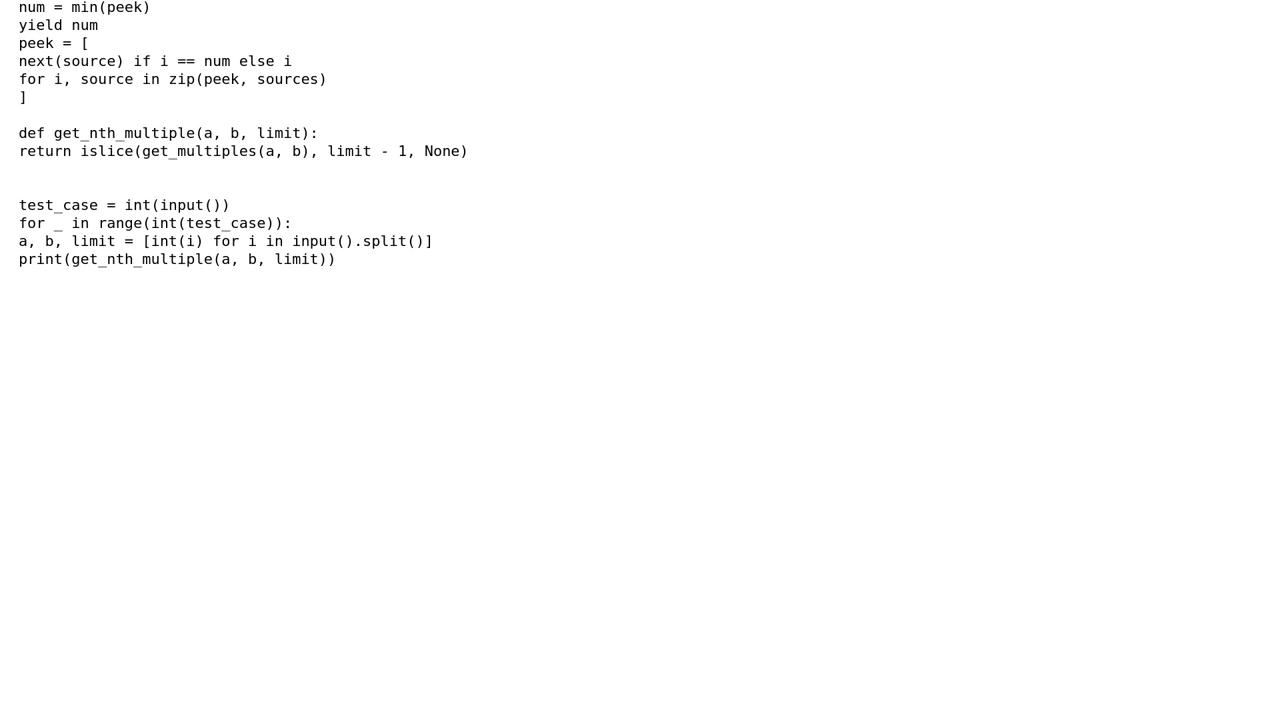 num = min(peek)
yield num
peek = [
next(source) if i == num else i
for i, source in zip(peek, sources)
]
def get_nth_multiple(a, b, limit):
return islice(get_multiples(a, b), limit - 1, None)
test_case = int(input())
for _ in range(int(test_case)):
a, b, limit = [int(i) for i in input().split()]
print(get_nth_multiple(a, b, limit))